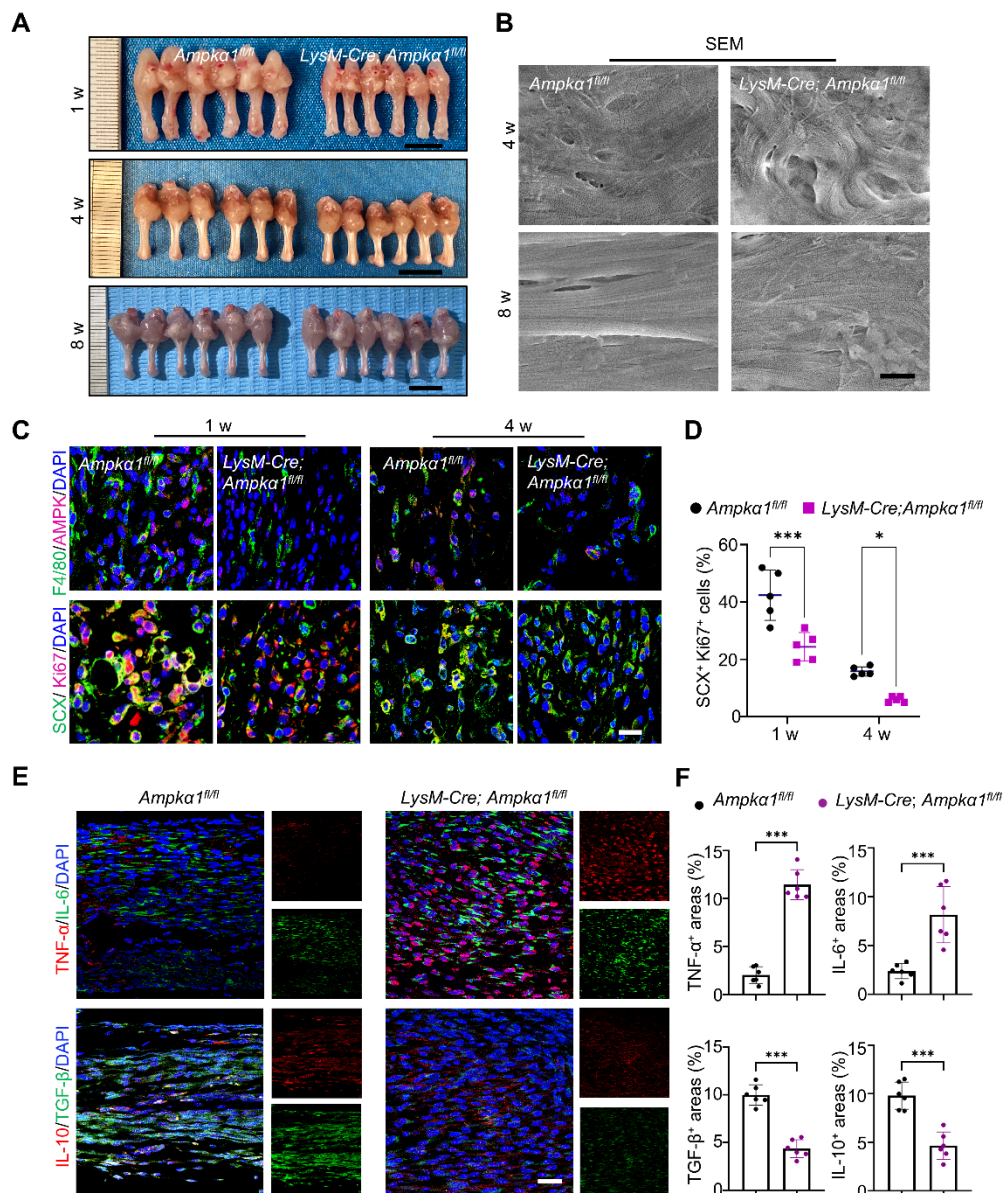 A
Ampkα1fl/fl
LysM-Cre; Ampkα1fl/fl
1 w
4 w
8 w
B
SEM
Ampkα1fl/fl
LysM-Cre; Ampkα1fl/fl
4 w
8 w
C
1 w
4 w
Ampkα1fl/fl
LysM-Cre;
Ampkα1fl/fl
Ampkα1fl/fl
LysM-Cre;
Ampkα1fl/fl
F4/80/AMPK/DAPI
SCX/ Ki67/DAPI
D
Ampkα1fl/fl
LysM-Cre;Ampkα1fl/fl
***
*
SCX+ Ki67+ cells (%)
60
40
20
0
1 w
4 w
E
Ampkα1fl/fl
LysM-Cre; Ampkα1fl/fl
TNF-α/IL-6/DAPI
IL-10/TGF-β/DAPI
F
Ampkα1fl/fl
LysM-Cre; Ampkα1fl/fl
***
TNF-α+ areas (%)
15
10
5
0
***
IL-6+ areas (%)
15
10
5
0
***
TGF-β+ areas (%)
15
10
5
0
***
IL-10+ areas (%)
15
10
5
0